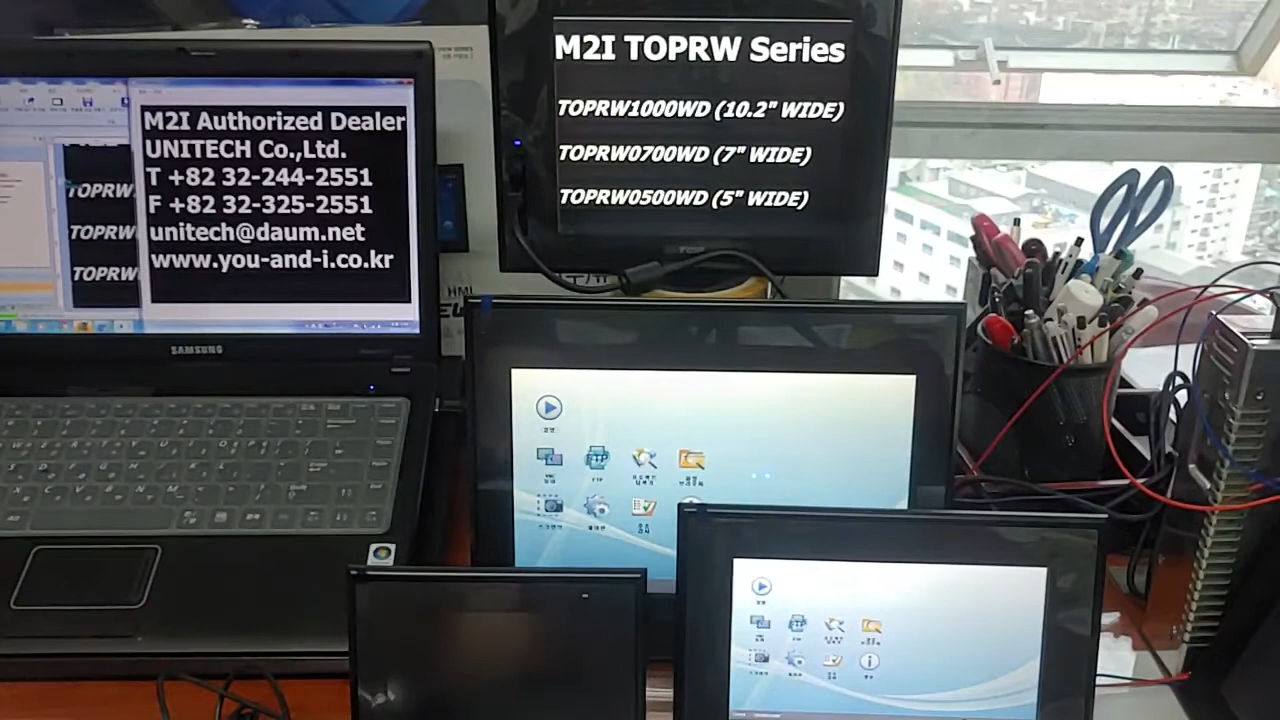 M2I Authorized Dealer
UNITECH Co.,Ltd.
T +82 32-244-2551
F +82 32-325-2551
unitech@daum.net
www.you-and-i.co.kr
TOPRW
TOPRW
TOPRW
SAMSUNG
M2I TOPRW Series
TOPRW1000WD (10.2" WIDE)
TOPRW0700WD (7" WIDE)
TOPRW0500WD (5" WIDE)
HMI
FTP